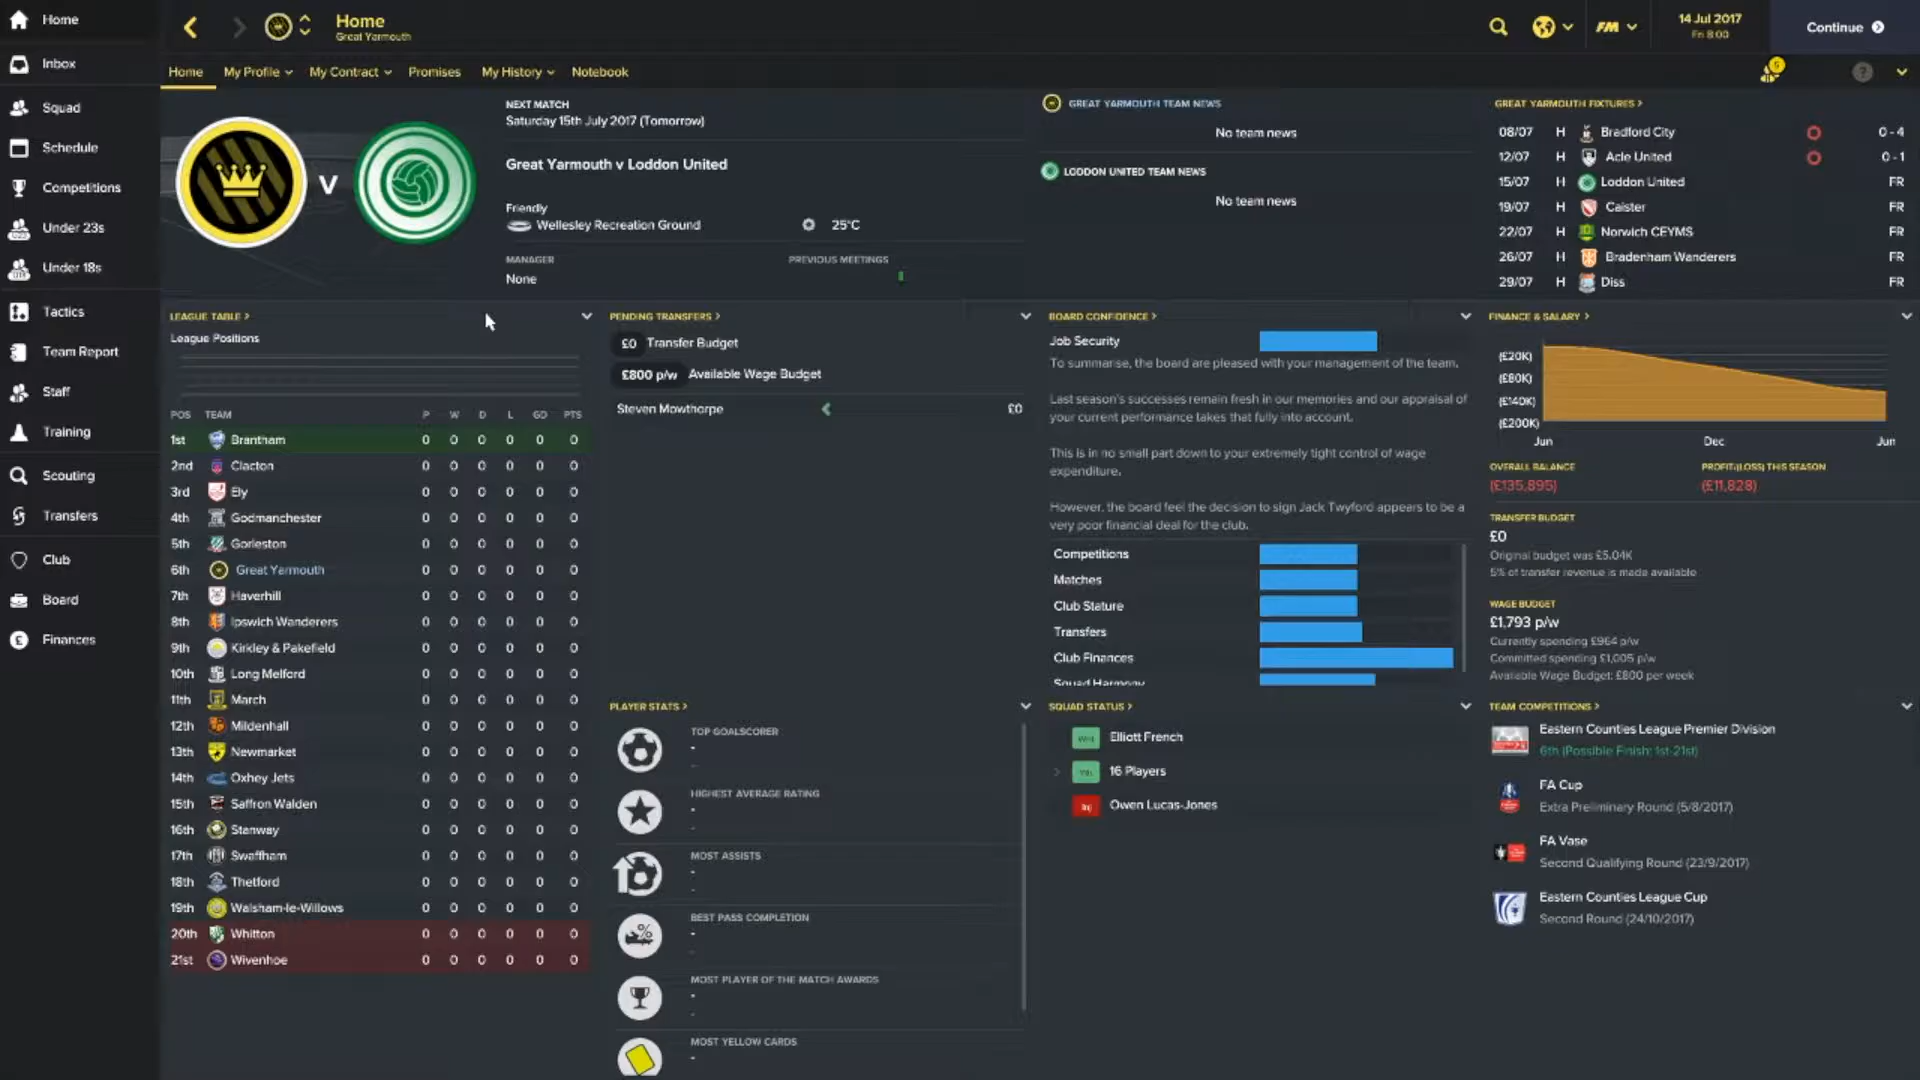 Home
Inbox
Squad
Schedule
Competitions
Under 23s
Under 18s
Tactics
Team Report
Staff
Training
Scouting
Transfers
Club
Board
Finances
Home
Great Yarmouth
FM
14 Jul 2017
Fri 8:00
Continue
Home
My Profile
My Contract
Promises
My History
Notebook
5
?
V
NEXT MATCH
Saturday 15th July 2017 (Tomorrow)
Great Yarmouth v Loddon United
Friendly
Wellesley Recreation Ground
25°C
MANAGER
None
PREVIOUS MEETINGS
GREAT YARMOUTH TEAM NEWS
No team news
LODDON UNITED TEAM NEWS
No team news
GREAT YARMOUTH FIXTURES >
08/07 H Bradford City 0-4
12/07 H Acle United 0-1
15/07 H Loddon United FR
19/07 H Caister FR
22/07 H Norwich CEYMS FR
26/07 H Bradenham Wanderers FR
29/07 H Diss FR
LEAGUE TABLE >
League Positions
POS TEAM P W D L GD PTS
1st Brantham 0 0 0 0 0 0
2nd Clacton 0 0 0 0 0 0
3rd Ely 0 0 0 0 0 0
4th Godmanchester 0 0 0 0 0 0
5th Gorleston 0 0 0 0 0 0
6th Great Yarmouth 0 0 0 0 0 0
7th Haverhill 0 0 0 0 0 0
8th Ipswich Wanderers 0 0 0 0 0 0
9th Kirkley & Pakefield 0 0 0 0 0 0
10th Long Melford 0 0 0 0 0 0
11th March 0 0 0 0 0 0
12th Mildenhall 0 0 0 0 0 0
13th Newmarket 0 0 0 0 0 0
14th Oxhey Jets 0 0 0 0 0 0
15th Saffron Walden 0 0 0 0 0 0
16th Stanway 0 0 0 0 0 0
17th Swaffham 0 0 0 0 0 0
18th Thetford 0 0 0 0 0 0
19th Walsham-le-Willows 0 0 0 0 0 0
20th Whitton 0 0 0 0 0 0
21st Wivenhoe 0 0 0 0 0 0
PENDING TRANSFERS >
£0 Transfer Budget
£800 p/w Available Wage Budget
Steven Mowthorpe £0
PLAYER STATS >
TOP GOALSCORER
-
-
HIGHEST AVERAGE RATING
-
-
MOST ASSISTS
-
-
BEST PASS COMPLETION
-
-
MOST PLAYER OF THE MATCH AWARDS
-
-
MOST YELLOW CARDS
-
BOARD CONFIDENCE >
Job Security
To summarise, the board are pleased with your management of the team.
Last season's successes remain fresh in our memories and our appraisal of
your current performance takes that fully into account.
This is in no small part down to your extremely tight control of wage
expenditure.
However, the board feel the decision to sign Jack Twyford appears to be a
very poor financial deal for the club.
Competitions
Matches
Club Stature
Transfers
Club Finances
Squad Harmony
SQUAD STATUS >
Elliott French
16 Players
Inj Owen Lucas-Jones
FINANCE & SALARY >
(£20K)
(£80K)
(£140K)
(£200K)
Jun Dec Jun
OVERALL BALANCE
(£135,895)
PROFIT/(LOSS) THIS SEASON
(£11,828)
TRANSFER BUDGET
£0
Original budget was £5.04K
5% of transfer revenue is made available
WAGE BUDGET
£1,793 p/w
Currently spending £964 p/w
Committed spending £1,005 p/w
Available Wage Budget: £800 per week
TEAM COMPETITIONS >
Eastern Counties League Premier Division
6th (Possible Finish: 1st-21st)
FA Cup
Extra Preliminary Round (5/8/2017)
FA Vase
Second Qualifying Round (23/9/2017)
Eastern Counties League Cup
Second Round (24/10/2017)